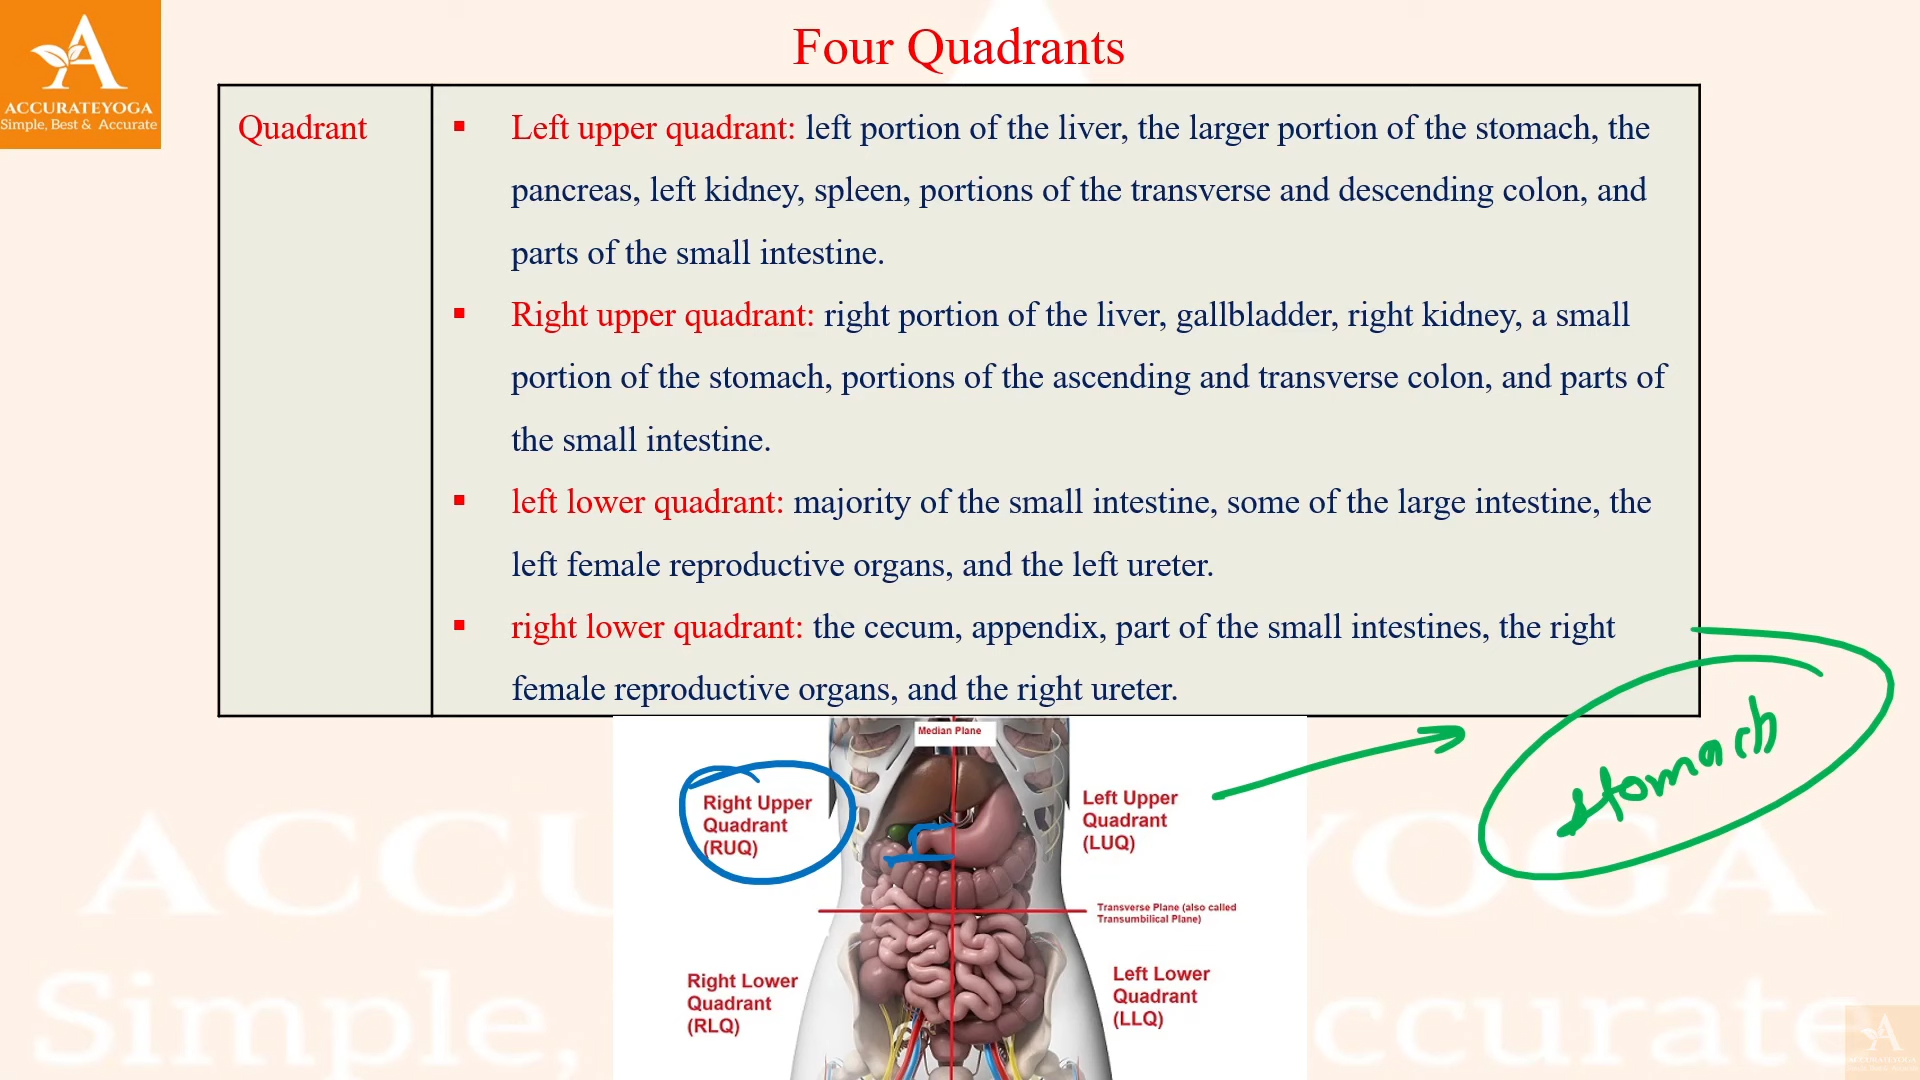 Four Quadrants
ACCURATEYOGA
Simple, Best & Accurate
Quadrant
▪ Left upper quadrant: left portion of the liver, the larger portion of the stomach, the
pancreas, left kidney, spleen, portions of the transverse and descending colon, and
parts of the small intestine.
▪ Right upper quadrant: right portion of the liver, gallbladder, right kidney, a small
portion of the stomach, portions of the ascending and transverse colon, and parts of
the small intestine.
▪ left lower quadrant: majority of the small intestine, some of the large intestine, the
left female reproductive organs, and the left ureter.
▪ right lower quadrant: the cecum, appendix, part of the small intestines, the right
female reproductive organs, and the right ureter.
Median Plane
Right Upper
Quadrant
(RUQ)
Left Upper
Quadrant
(LUQ)
stomach
Transverse Plane (also called
Transumbilical Plane)
Right Lower
Quadrant
(RLQ)
Left Lower
Quadrant
(LLQ)
ACCU YOGA
Simple, ccurate
ACCURATEYOGA